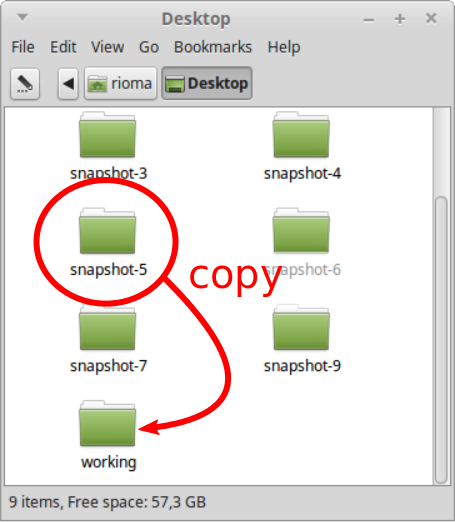 Desktop
File Edit View Go Bookmarks Help
rioma Desktop
snapshot-3 snapshot-4
snapshot-5 copy snapshot-6
snapshot-7 snapshot-9
working
9 items, Free space: 57,3 GB